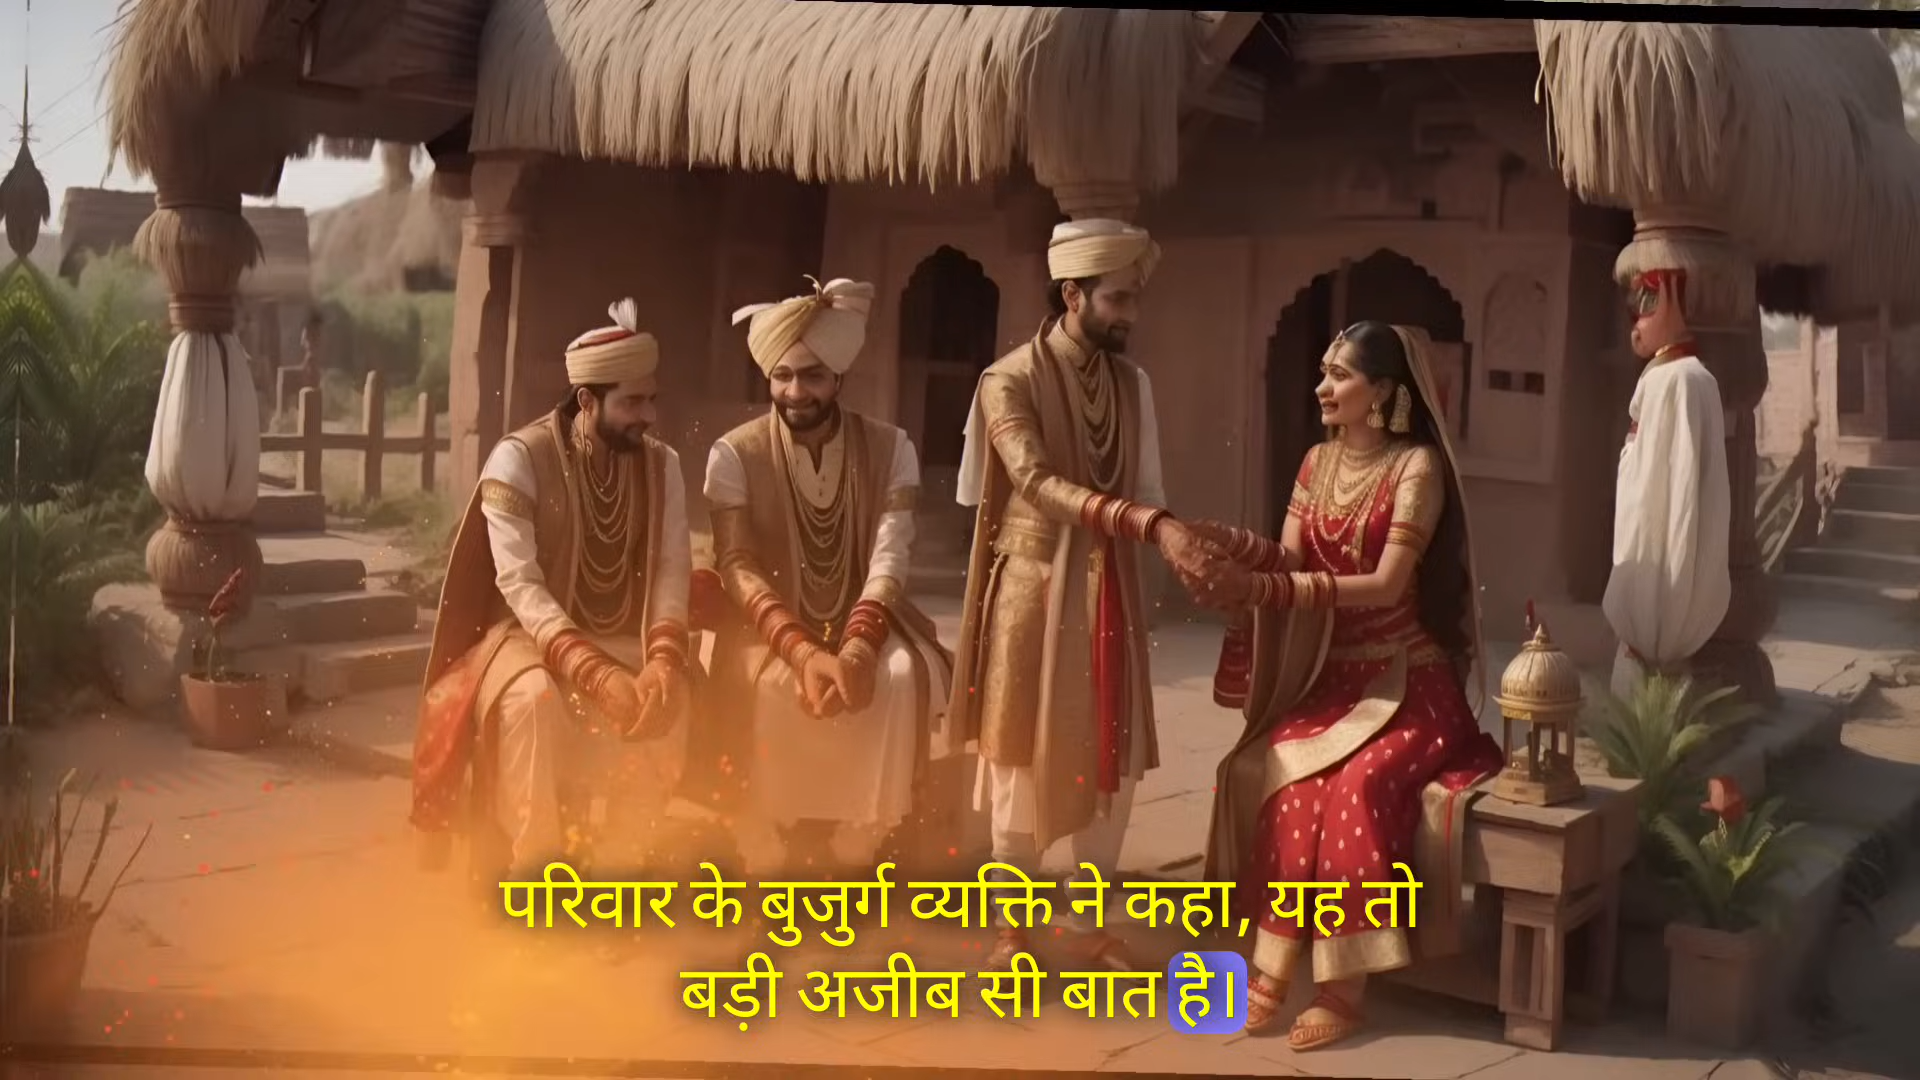 परिवार के बुजुर्ग व्यक्ति ने कहा, यह तो
बड़ी अजीब सी बात है।